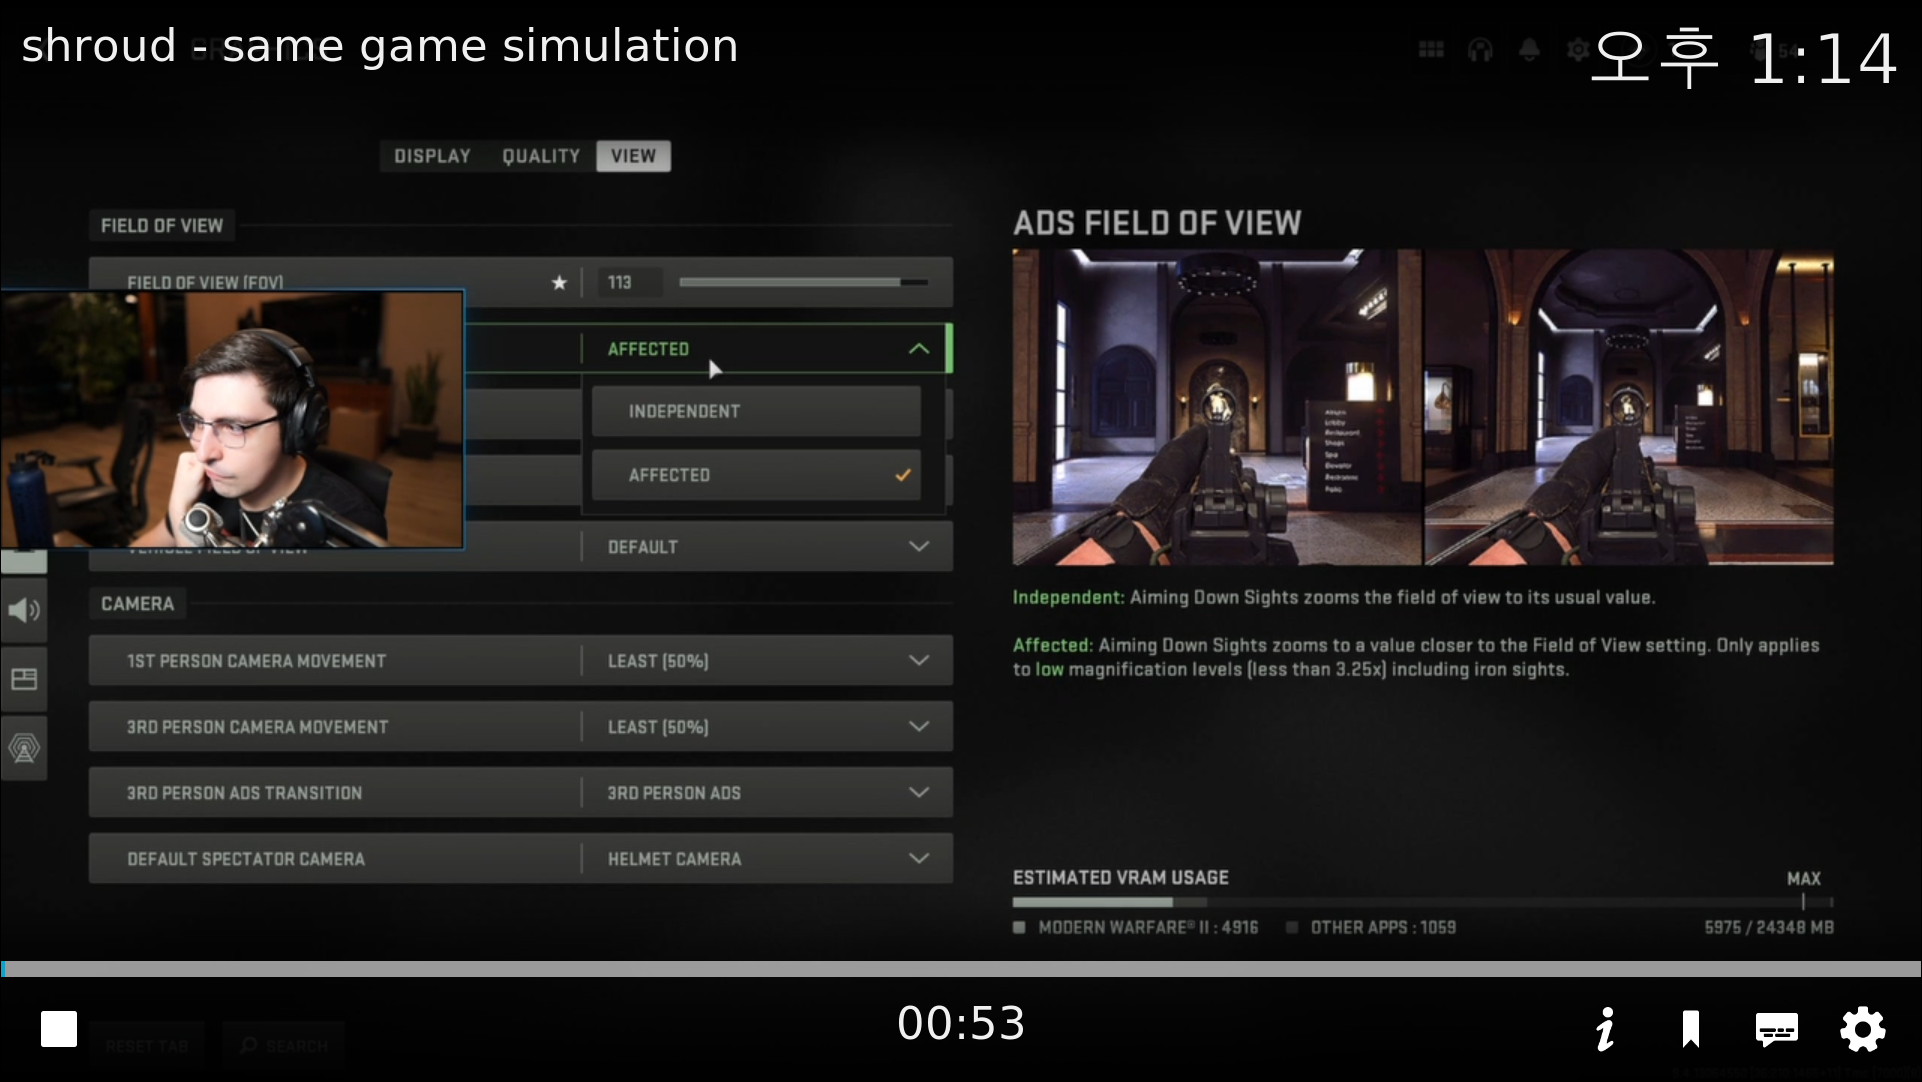 shroud - same game simulation
오후 1:14
DISPLAY
QUALITY
VIEW
FIELD OF VIEW
FIELD OF VIEW (FOV)
113
AFFECTED
INDEPENDENT
AFFECTED
VEHICLE FIELD OF VIEW
DEFAULT
CAMERA
1ST PERSON CAMERA MOVEMENT
LEAST (50%)
3RD PERSON CAMERA MOVEMENT
LEAST (50%)
3RD PERSON ADS TRANSITION
3RD PERSON ADS
DEFAULT SPECTATOR CAMERA
HELMET CAMERA
ADS FIELD OF VIEW
Independent: Aiming Down Sights zooms the field of view to its usual value.
Affected: Aiming Down Sights zooms to a value closer to the Field of View setting. Only applies
to low magnification levels (less than 3.25x) including iron sights.
ESTIMATED VRAM USAGE
MAX
MODERN WARFARE® II : 4916
OTHER APPS : 1059
5975 / 24348 MB
00:53
RESET TAB
SEARCH